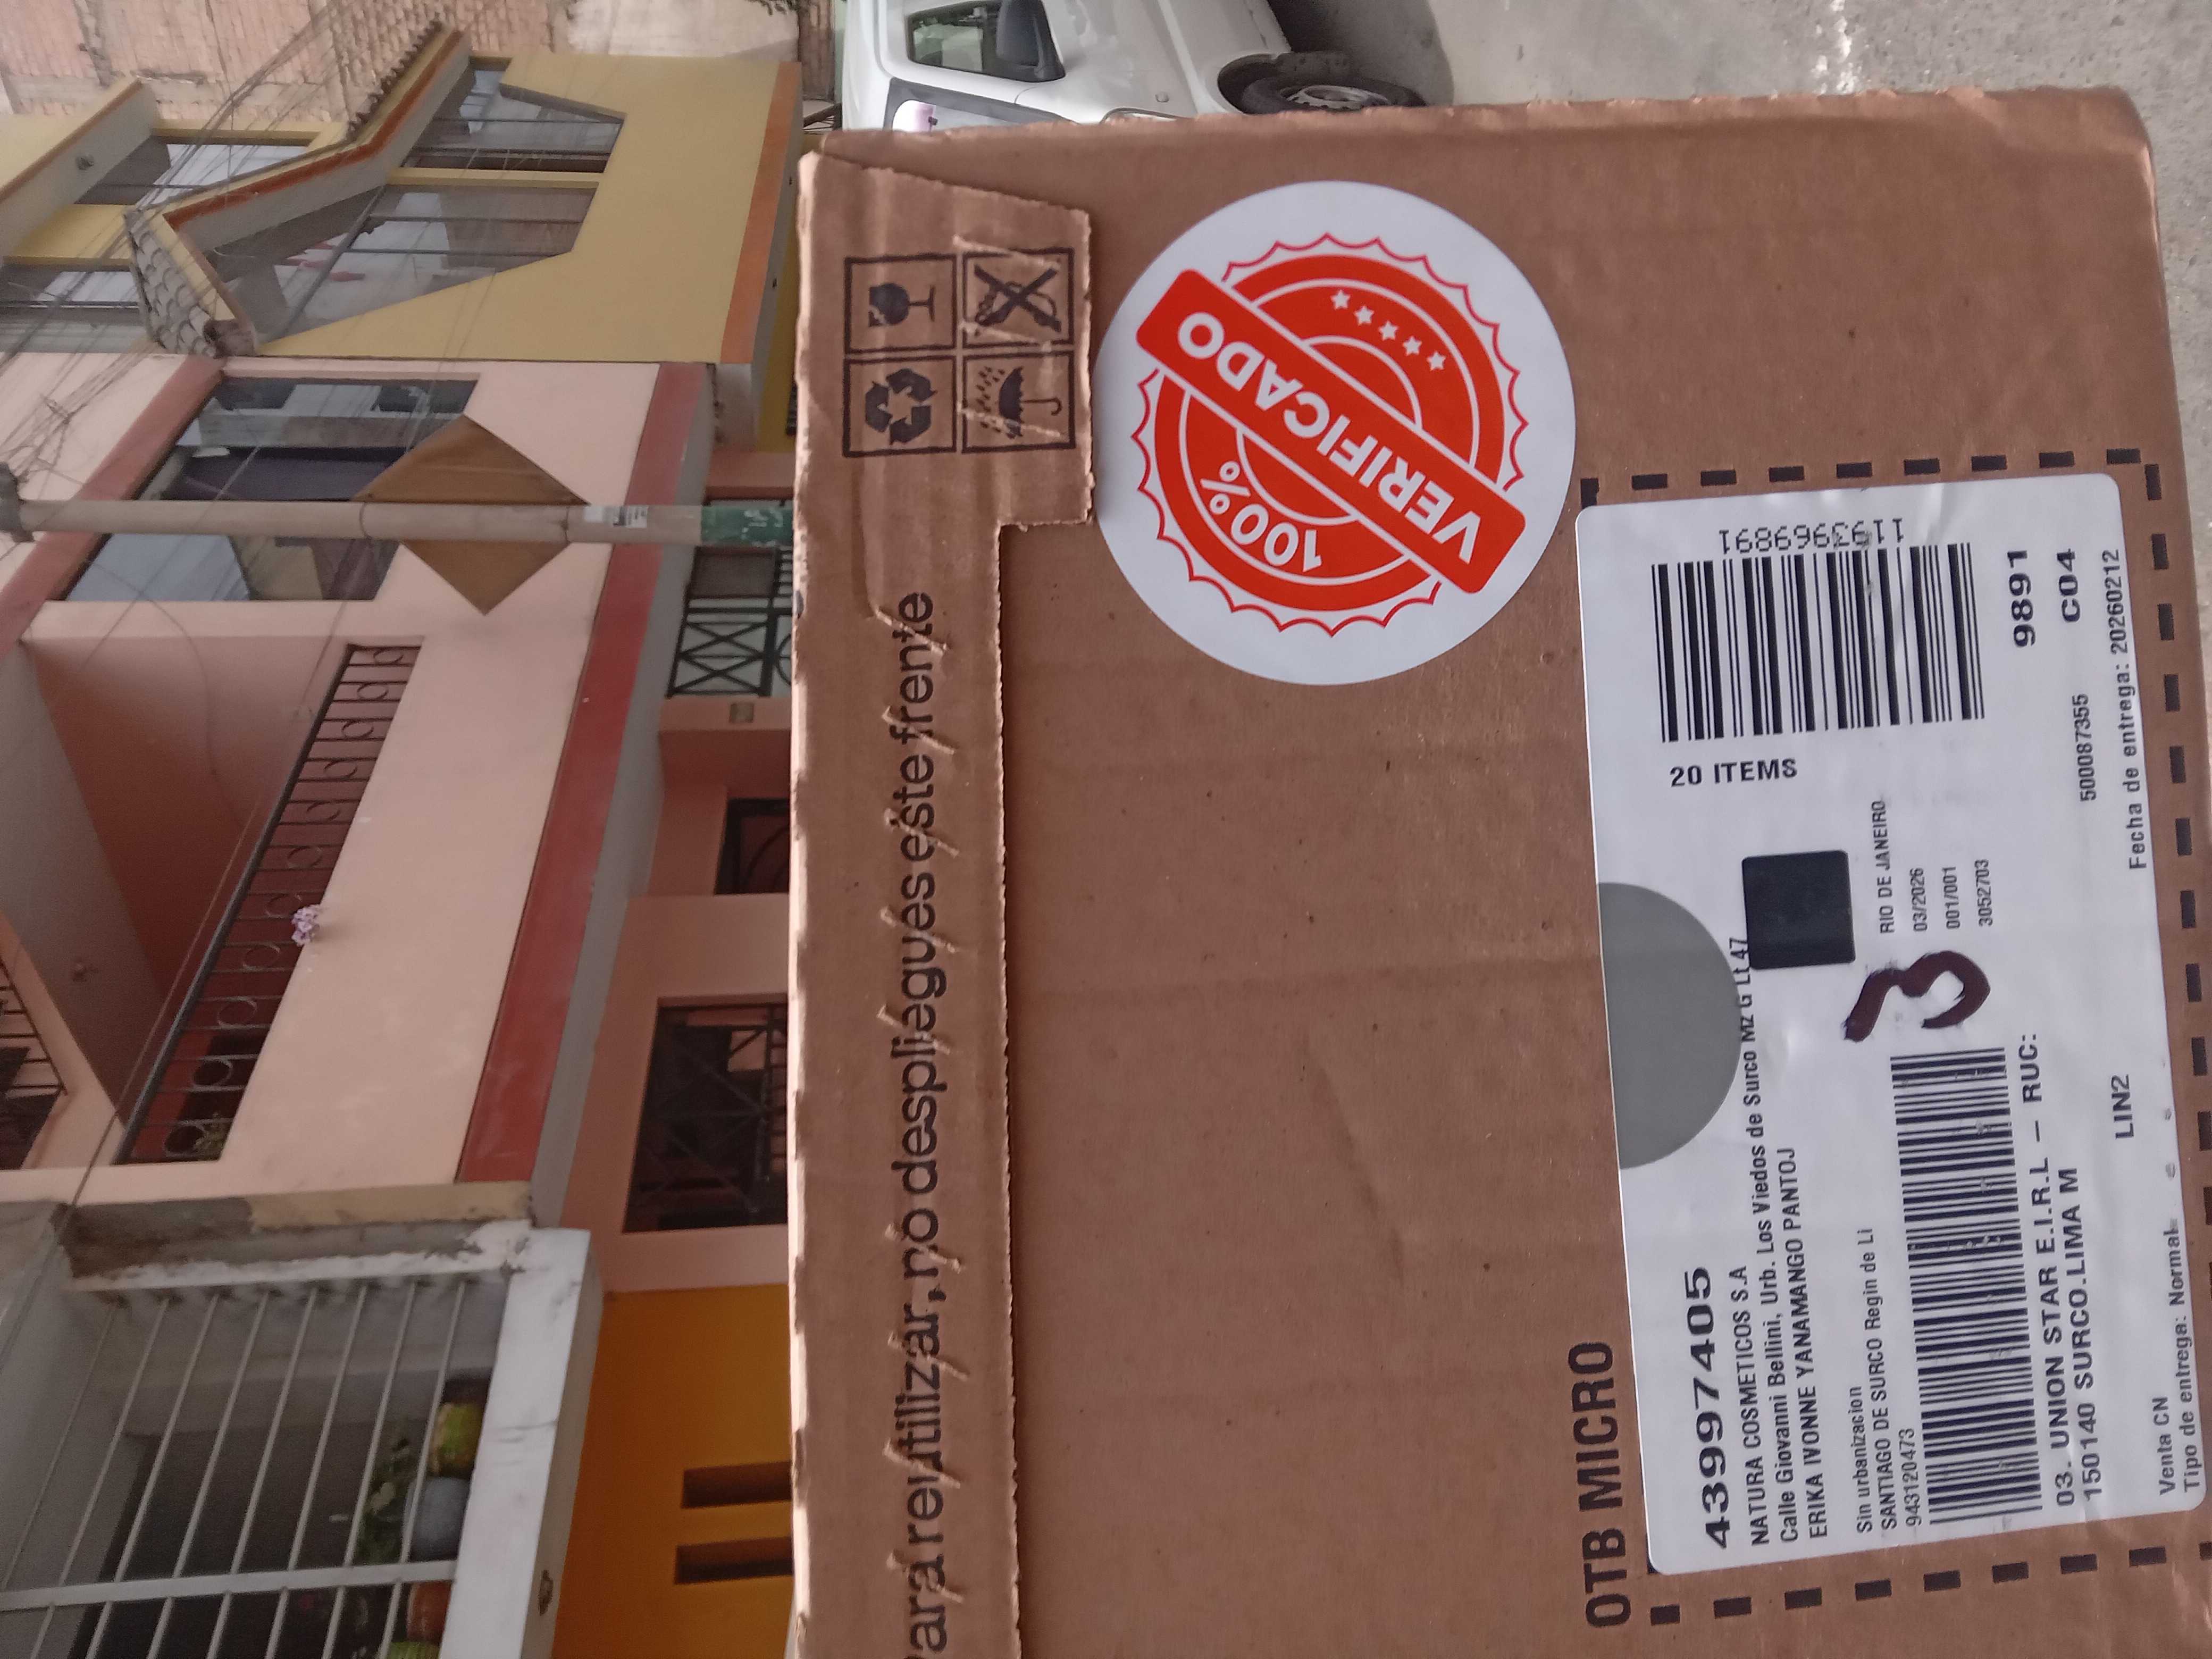 ara reutilizar, no despliegues este frente
100%
VERIFICADO
OTB MICRO
43997405
NATURA COSMETICOS S.A
Calle Giovanni Bellini, Urb. Los Viedos de Surco Mz G Lt 47
ERIKA IVONNE YANAMANGO PANTOJ
Sin urbanizacion
SANTIAGO DE SURCO Regin de Li
943120473
03. UNION STAR E.I.R.L – RUC:
150140 SURCO.LIMA M
LIN2
Venta CN
Tipo de entrega: Normal
20 ITEMS
RIO DE JANEIRO
03/2026
001/001
3052703
3
9891
C04
500087355
Fecha de entrega: 20260212